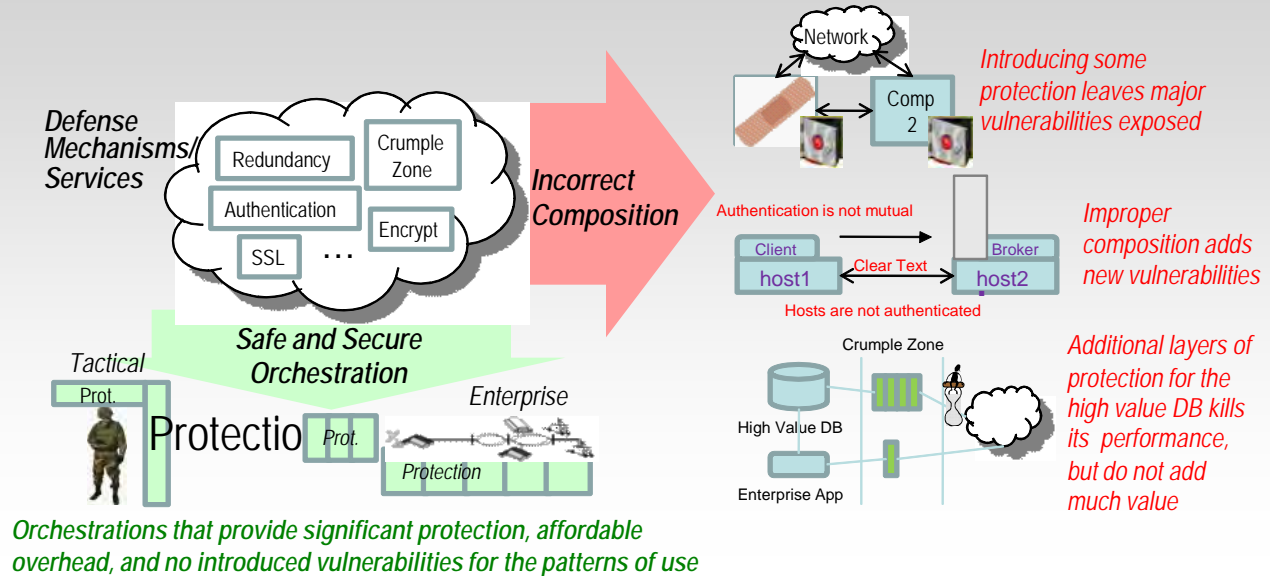 Defense
Mechanisms/
Services
Redundancy
Crumple
Zone
Authentication
SSL
...
Encrypt
Incorrect
Composition
Safe and Secure
Orchestration
Tactical
Prot.
Protectio
Prot.
Enterprise
Protection
Orchestrations that provide significant protection, affordable
overhead, and no introduced vulnerabilities for the patterns of use
Network
Comp
2
Introducing some
protection leaves major
vulnerabilities exposed
Authentication is not mutual
Client
host1
Clear Text
Broker
host2
Hosts are not authenticated
Improper
composition adds
new vulnerabilities
Crumple Zone
High Value DB
Enterprise App
Additional layers of
protection for the
high value DB kills
its performance,
but do not add
much value